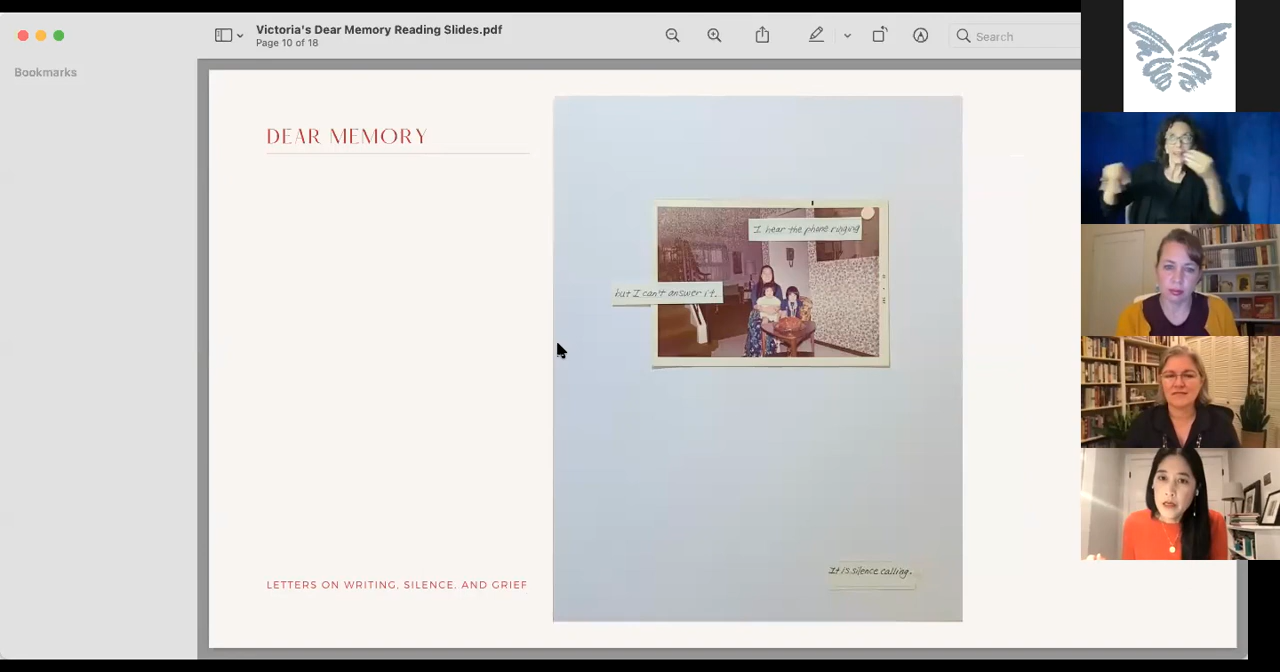 Victoria's Dear Memory Reading Slides.pdf
Page 10 of 18
Search
Bookmarks
DEAR MEMORY
I hear the phone ringing
but I can't answer it.
It is silence calling.
LETTERS ON WRITING, SILENCE, AND GRIEF